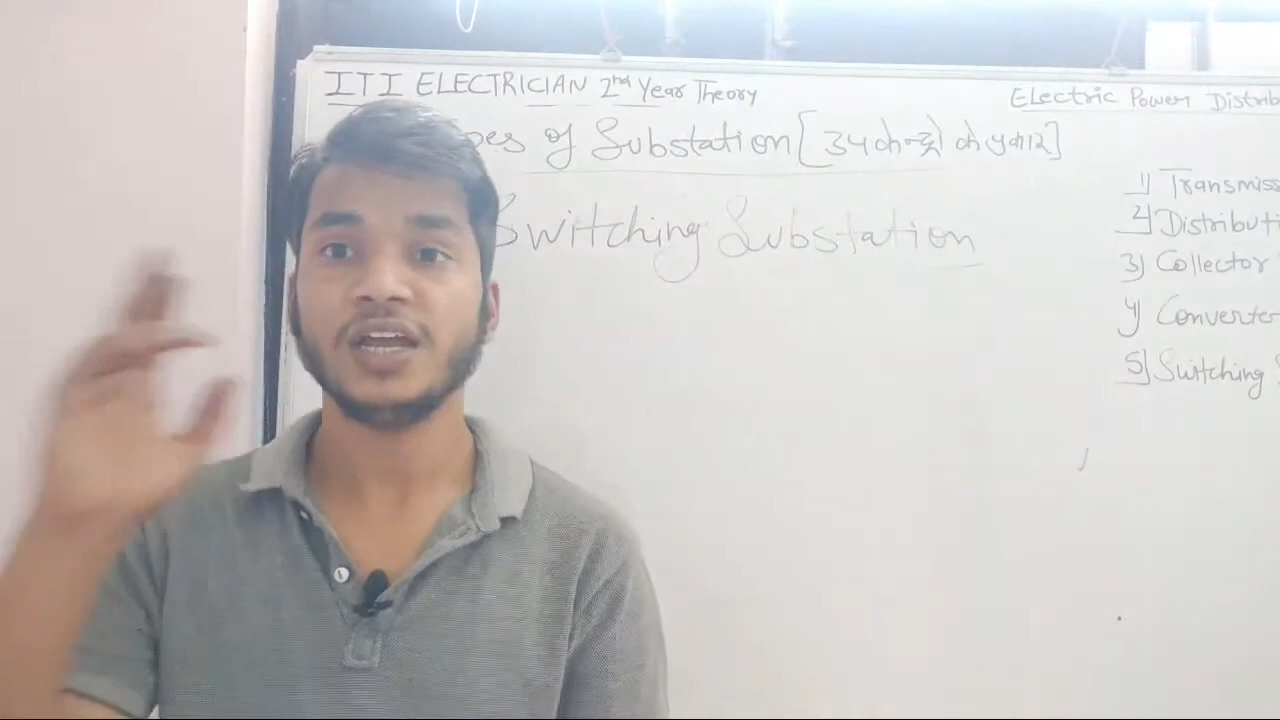 ITI ELECTRICIAN 2nd Year Theory
Electric Power Distrib
pes of Substation [उपकेन्द्रों के प्रकार]
Switching Substation
1) Transmiss
2) Distributi
3) Collector
4) Converter
5) Switching S